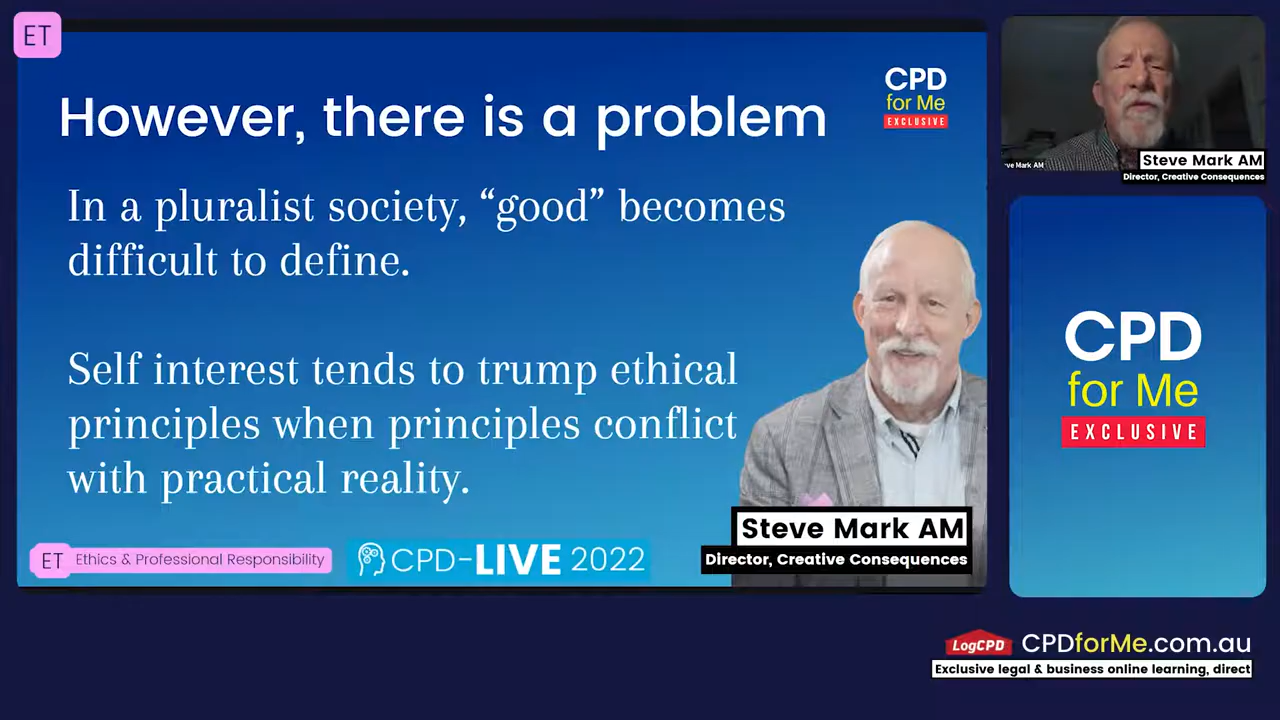 ET
However, there is a problem
CPD
for Me
EXCLUSIVE
In a pluralist society, “good” becomes
difficult to define.
Self interest tends to trump ethical
principles when principles conflict
with practical reality.
Steve Mark AM
Director, Creative Consequences
ET Ethics & Professional Responsibility
CPD-LIVE 2022
ve Mark AM
Steve Mark AM
Director, Creative Consequences
CPD
for Me
EXCLUSIVE
LogCPD CPDforMe.com.au
Exclusive legal & business online learning, direct